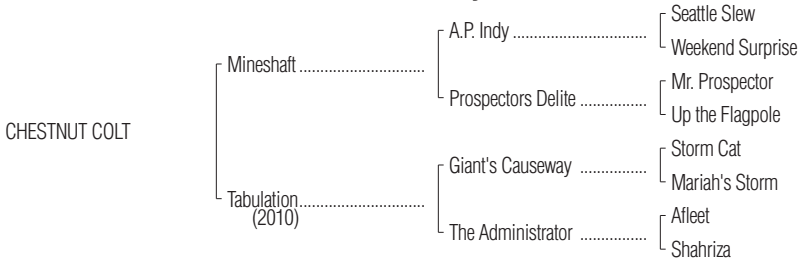 CHESTNUT COLT
Mineshaft ............................
Tabulation............................
(2010)
A.P. Indy ..............................
Prospectors Delite ...............
Giant's Causeway ...............
The Administrator ...............
Seattle Slew
Weekend Surprise
Mr. Prospector
Up the Flagpole
Storm Cat
Mariah's Storm
Afleet
Shahriza